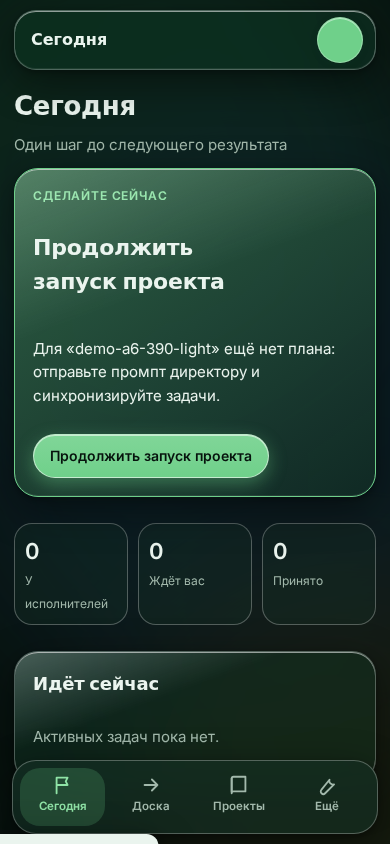 Сегодня
Сегодня
Один шаг до следующего результата
СДЕЛАЙТЕ СЕЙЧАС
Продолжить
запуск проекта
Для «demo-a6-390-light» ещё нет плана:
отправьте промпт директору и
синхронизируйте задачи.
Продолжить запуск проекта
0
У
исполнителей
0
Ждёт вас
0
Принято
Идёт сейчас
Активных задач пока нет.
Сегодня
Доска
Проекты
Ещё